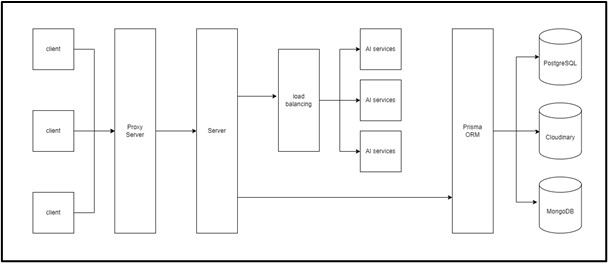 client
client
client
Proxy
Server
Server
load
balancing
AI services
AI services
AI services
Prisma
ORM
PostgreSQL
Cloudinary
MongoDB